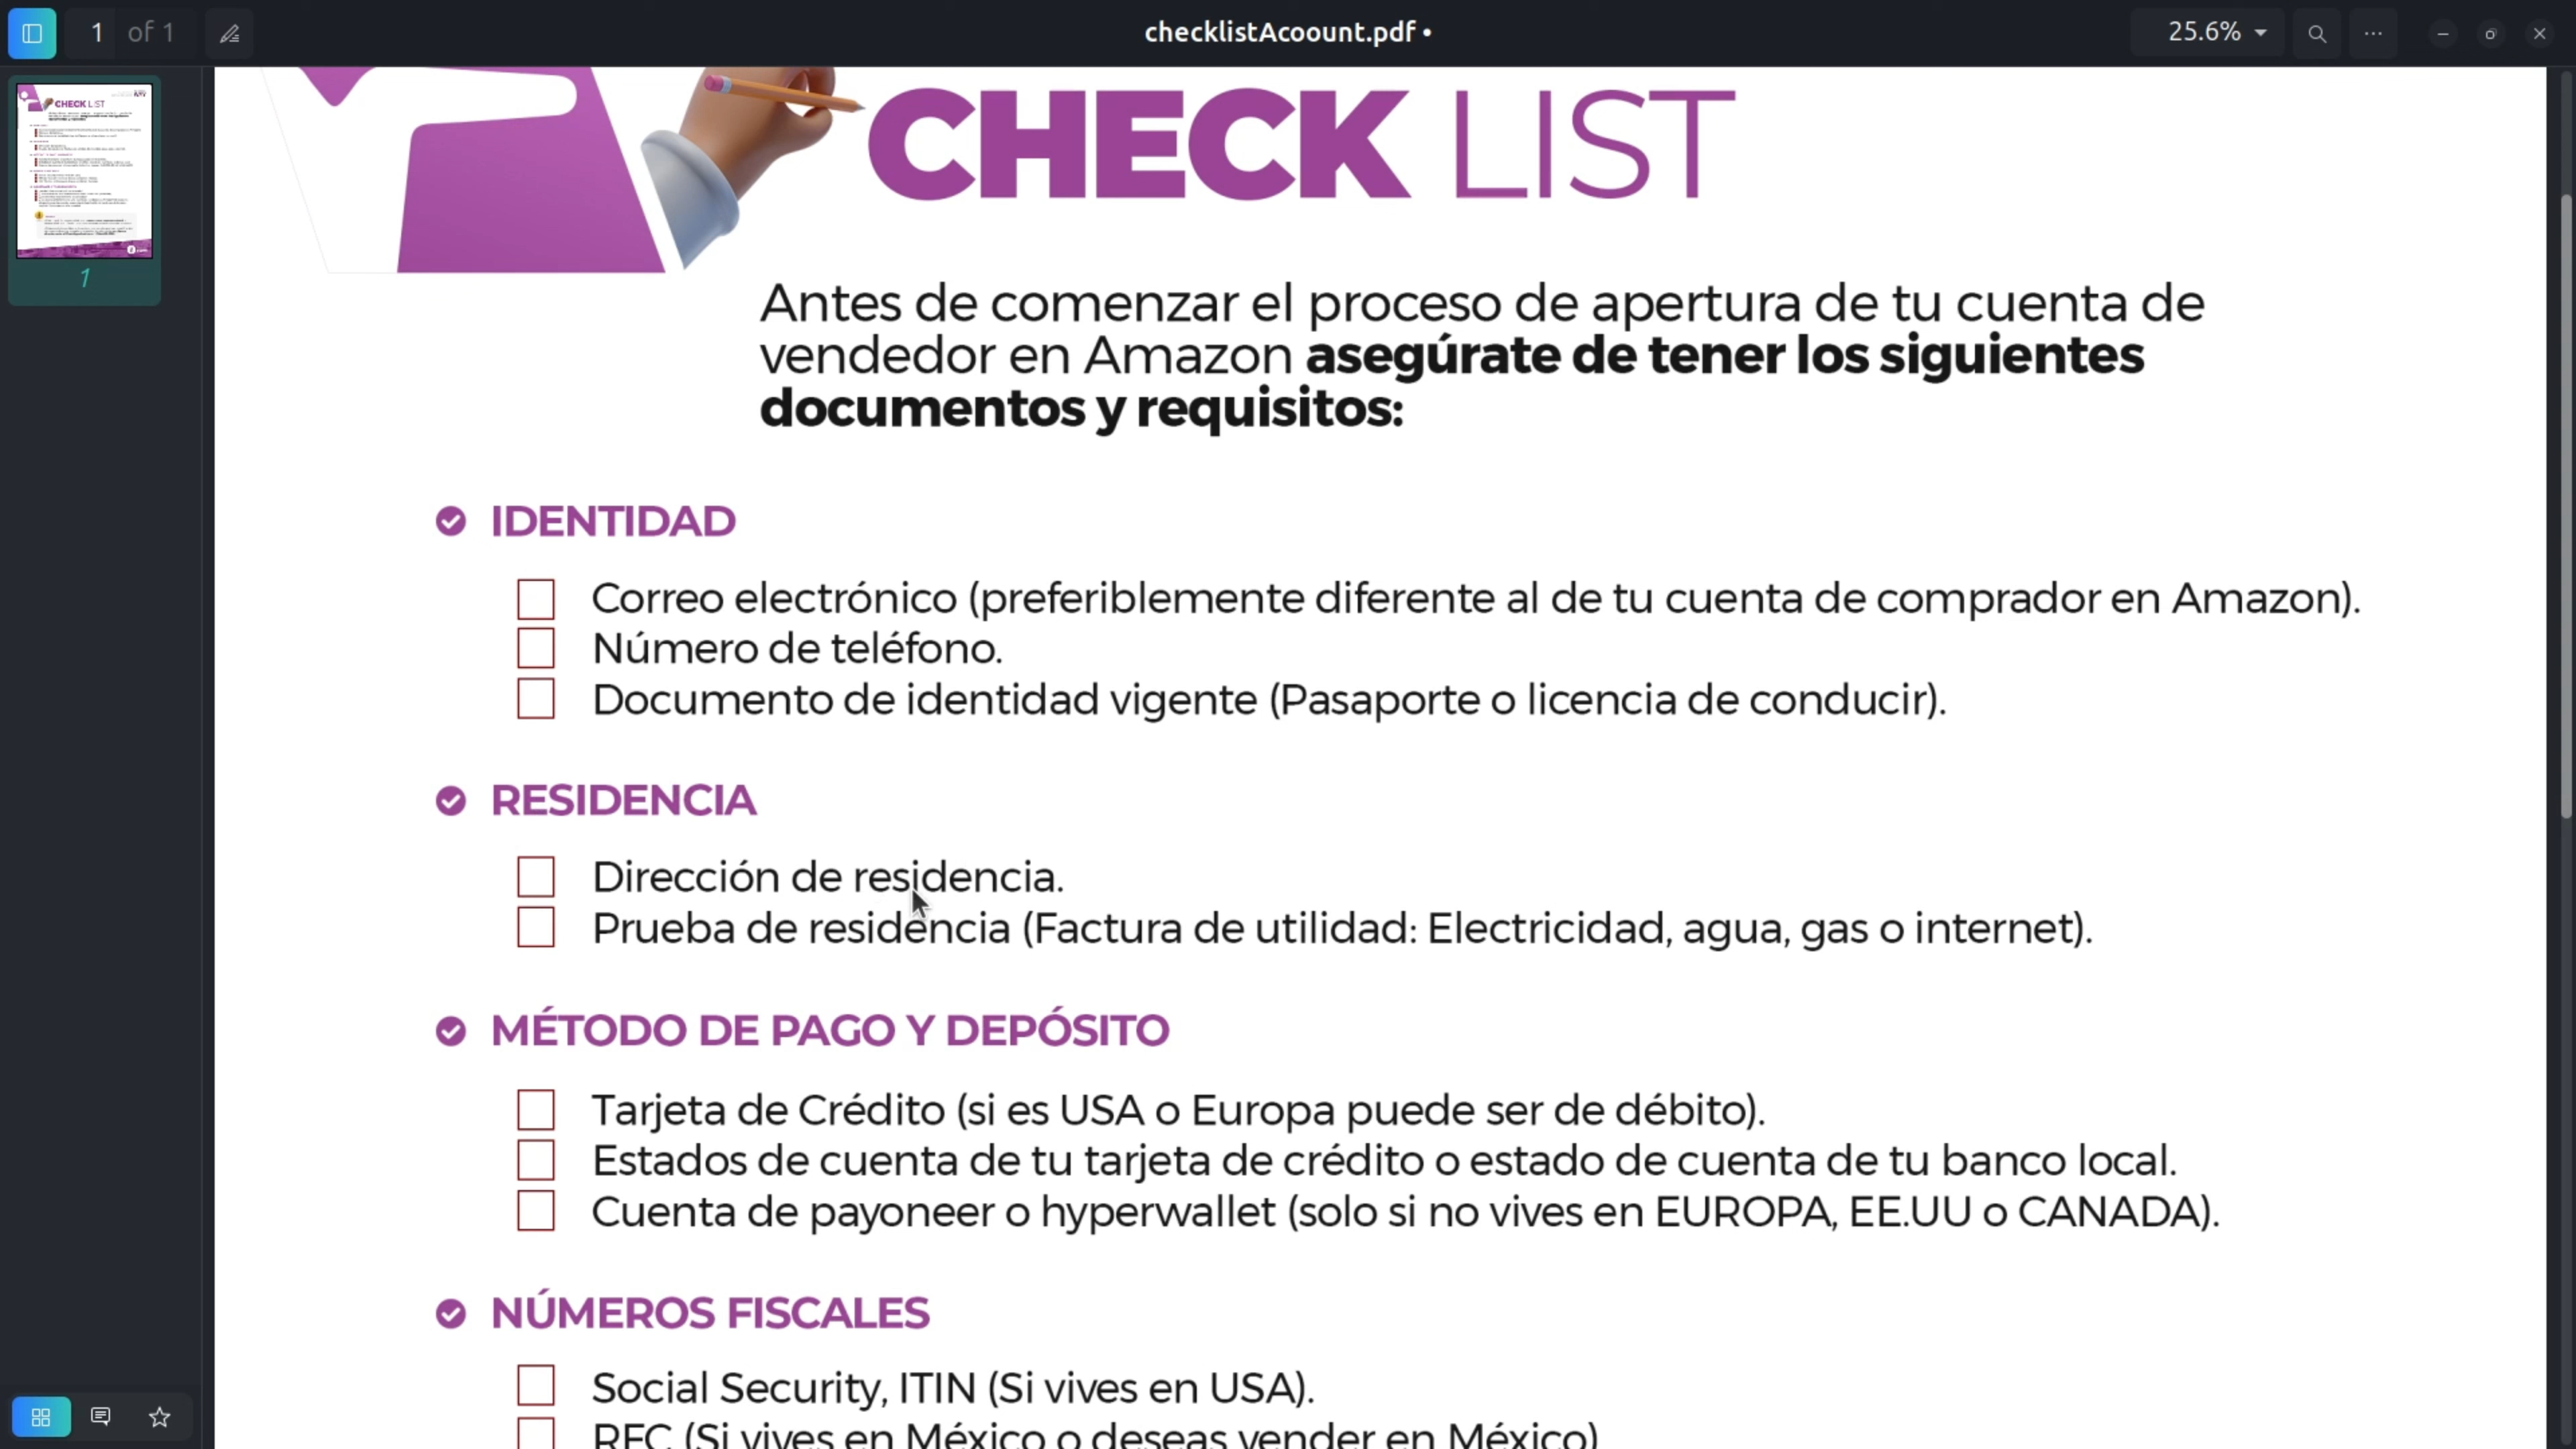 1 of 1
checklistAcoount.pdf •
25.6%
CHECK LIST
1
CHECK LIST
Antes de comenzar el proceso de apertura de tu cuenta de
vendedor en Amazon asegúrate de tener los siguientes
documentos y requisitos:
IDENTIDAD
Correo electrónico (preferiblemente diferente al de tu cuenta de comprador en Amazon).
Número de teléfono.
Documento de identidad vigente (Pasaporte o licencia de conducir).
RESIDENCIA
Dirección de residencia.
Prueba de residencia (Factura de utilidad: Electricidad, agua, gas o internet).
MÉTODO DE PAGO Y DEPÓSITO
Tarjeta de Crédito (si es USA o Europa puede ser de débito).
Estados de cuenta de tu tarjeta de crédito o estado de cuenta de tu banco local.
Cuenta de payoneer o hyperwallet (solo si no vives en EUROPA, EE.UU o CANADA).
NÚMEROS FISCALES
Social Security, ITIN (Si vives en USA).
RFC (Si vives en México o deseas vender en México)